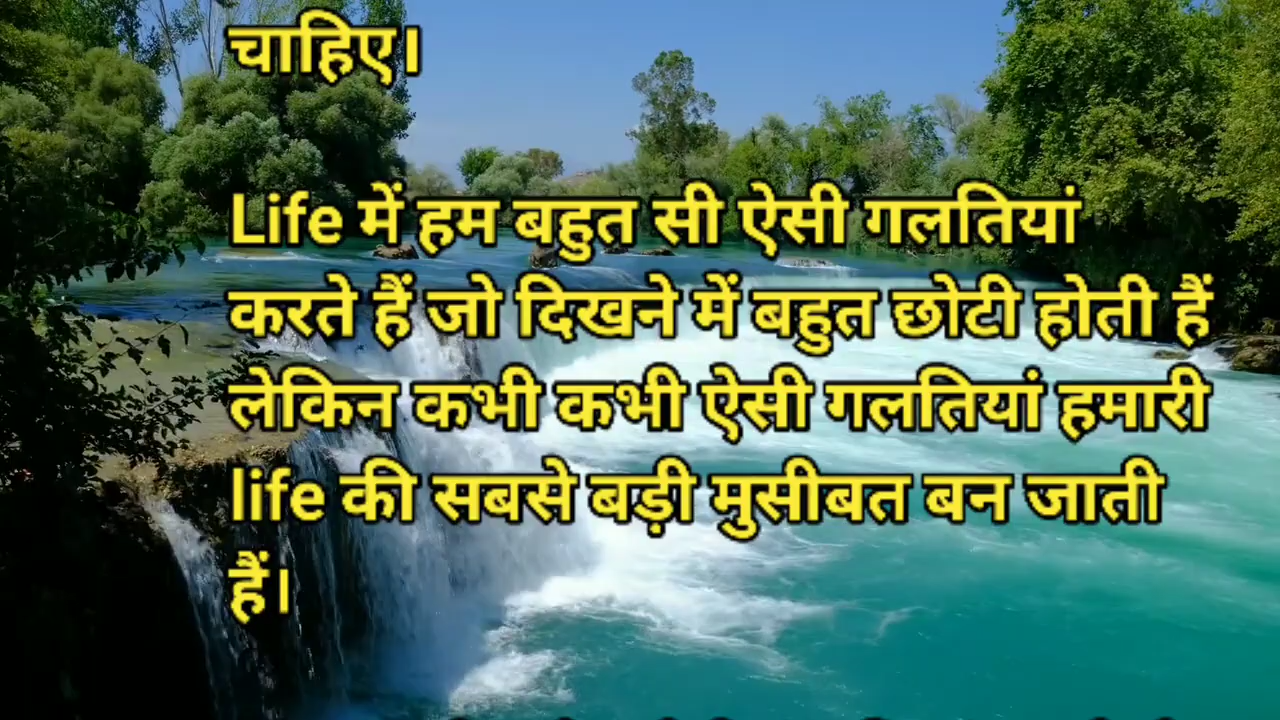 चाहिए।
Life में हम बहुत सी ऐसी गलतियां
करते हैं जो दिखने में बहुत छोटी होती हैं
लेकिन कभी कभी ऐसी गलतियां हमारी
life की सबसे बड़ी मुसीबत बन जाती
हैं।